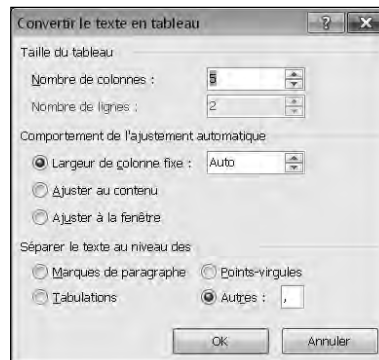 Convertir le texte en tableau
Taille du tableau
Nombre de colonnes : 5
Nombre de lignes : 2
Comportement de l'ajustement automatique
Largeur de colonne fixe : Auto
Ajuster au contenu
Ajuster à la fenêtre
Séparer le texte au niveau des
Marques de paragraphe Points-virgules
Tabulations Autres : ,
OK Annuler